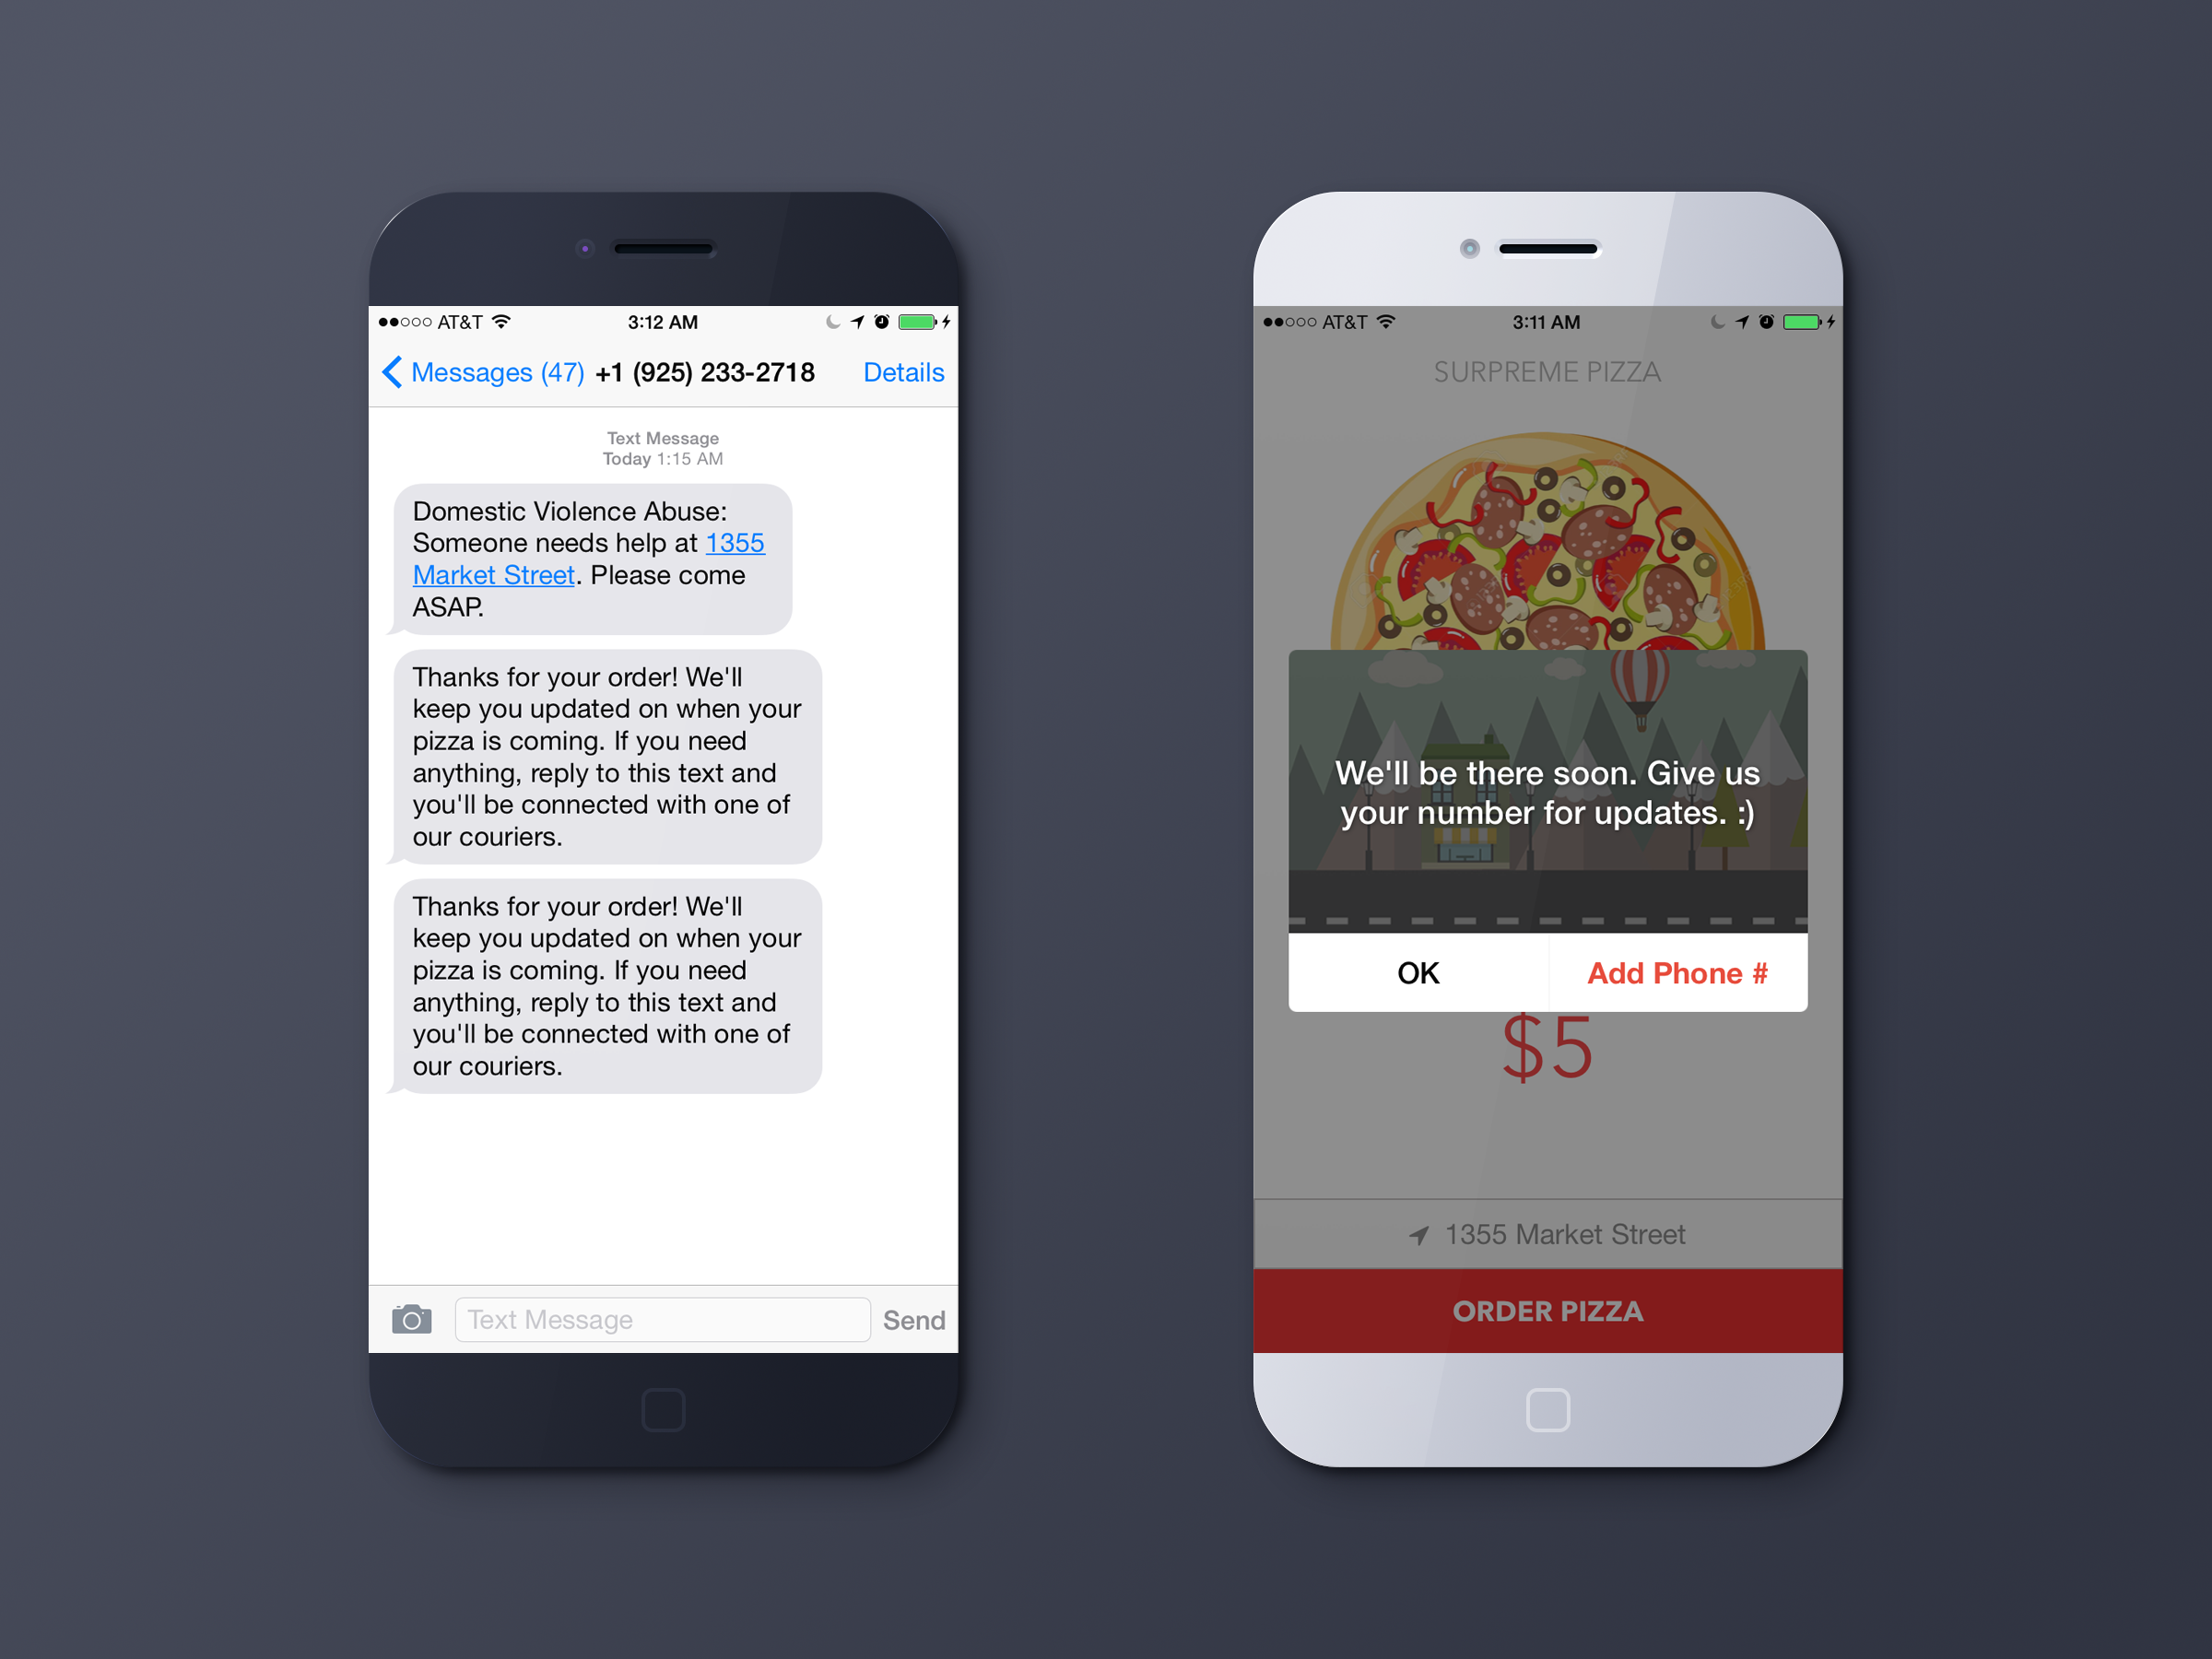 AT&T 3:12 AM
Messages (47) +1 (925) 233-2718 Details
Text Message
Today 1:15 AM
Domestic Violence Abuse:
Someone needs help at 1355
Market Street. Please come
ASAP.
Thanks for your order! We'll
keep you updated on when your
pizza is coming. If you need
anything, reply to this text and
you'll be connected with one of
our couriers.
Thanks for your order! We'll
keep you updated on when your
pizza is coming. If you need
anything, reply to this text and
you'll be connected with one of
our couriers.
Text Message Send
AT&T 3:11 AM
SURPREME PIZZA
We'll be there soon. Give us
your number for updates. :)
OK Add Phone #
$5
1355 Market Street
ORDER PIZZA